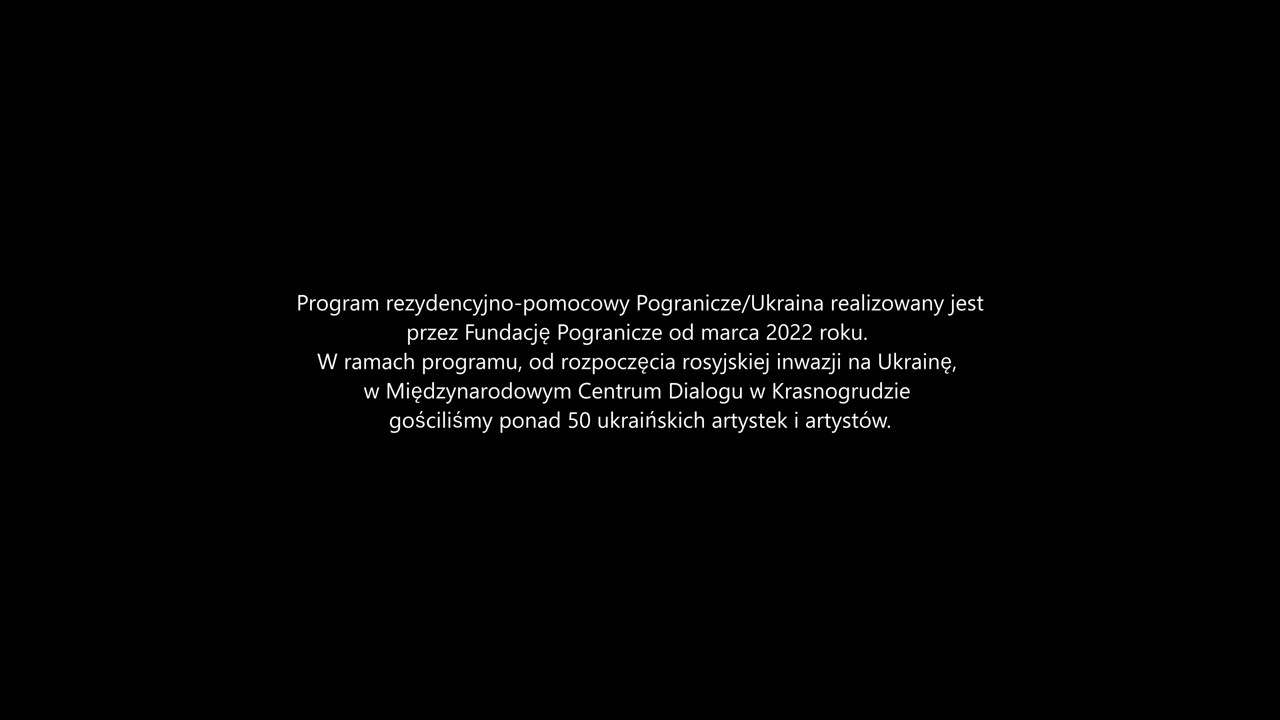 Program rezydencyjno-pomocowy Pogranicze/Ukraina realizowany jest
przez Fundację Pogranicze od marca 2022 roku.
W ramach programu, od rozpoczęcia rosyjskiej inwazji na Ukrainę,
w Międzynarodowym Centrum Dialogu w Krasnogrudzie
gościliśmy ponad 50 ukraińskich artystek i artystów.